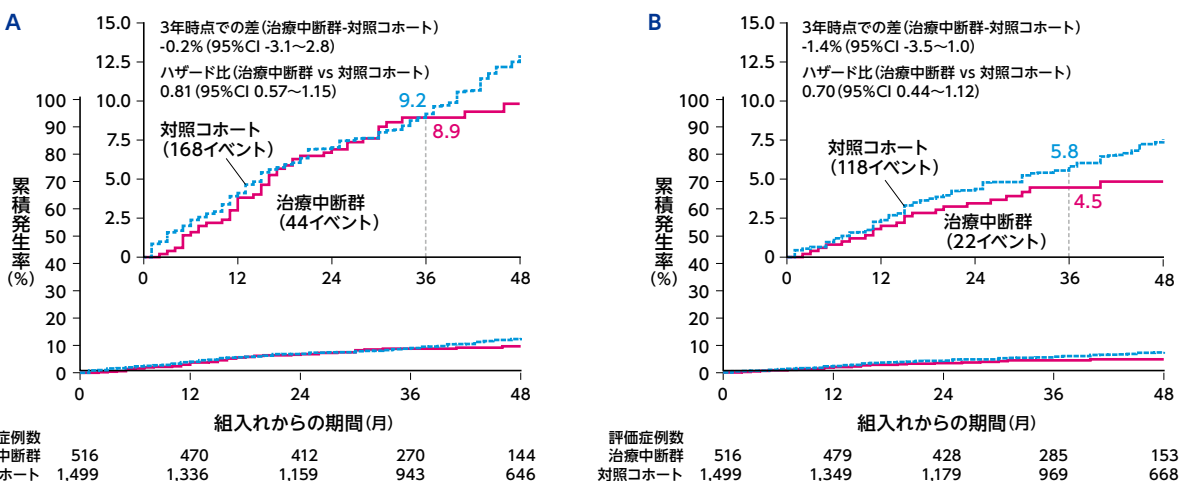 A
3年時点での差(治療中断群-対照コホート)
-0.2%(95%CI -3.1~2.8)
ハザード比(治療中断群 vs 対照コホート)
0.81(95%CI 0.57~1.15)
15.0
12.5
10.0
7.5
5.0
2.5
0
9.2
8.9
対照コホート
(168イベント)
治療中断群
(44イベント)
0 12 24 36 48
累積発生率(%)
100
90
80
70
60
50
40
30
20
10
0
0 12 24 36 48
組入れからの期間(月)
症例数
中断群 516 470 412 270 144
ホート 1,499 1,336 1,159 943 646
B
3年時点での差(治療中断群-対照コホート)
-1.4%(95%CI -3.5~1.0)
ハザード比(治療中断群 vs 対照コホート)
0.70(95%CI 0.44~1.12)
15.0
12.5
10.0
7.5
5.0
2.5
0
5.8
4.5
対照コホート
(118イベント)
治療中断群
(22イベント)
0 12 24 36 48
累積発生率(%)
100
90
80
70
60
50
40
30
20
10
0
0 12 24 36 48
組入れからの期間(月)
評価症例数
治療中断群 516 479 428 285 153
対照コホート 1,499 1,349 1,179 969 668